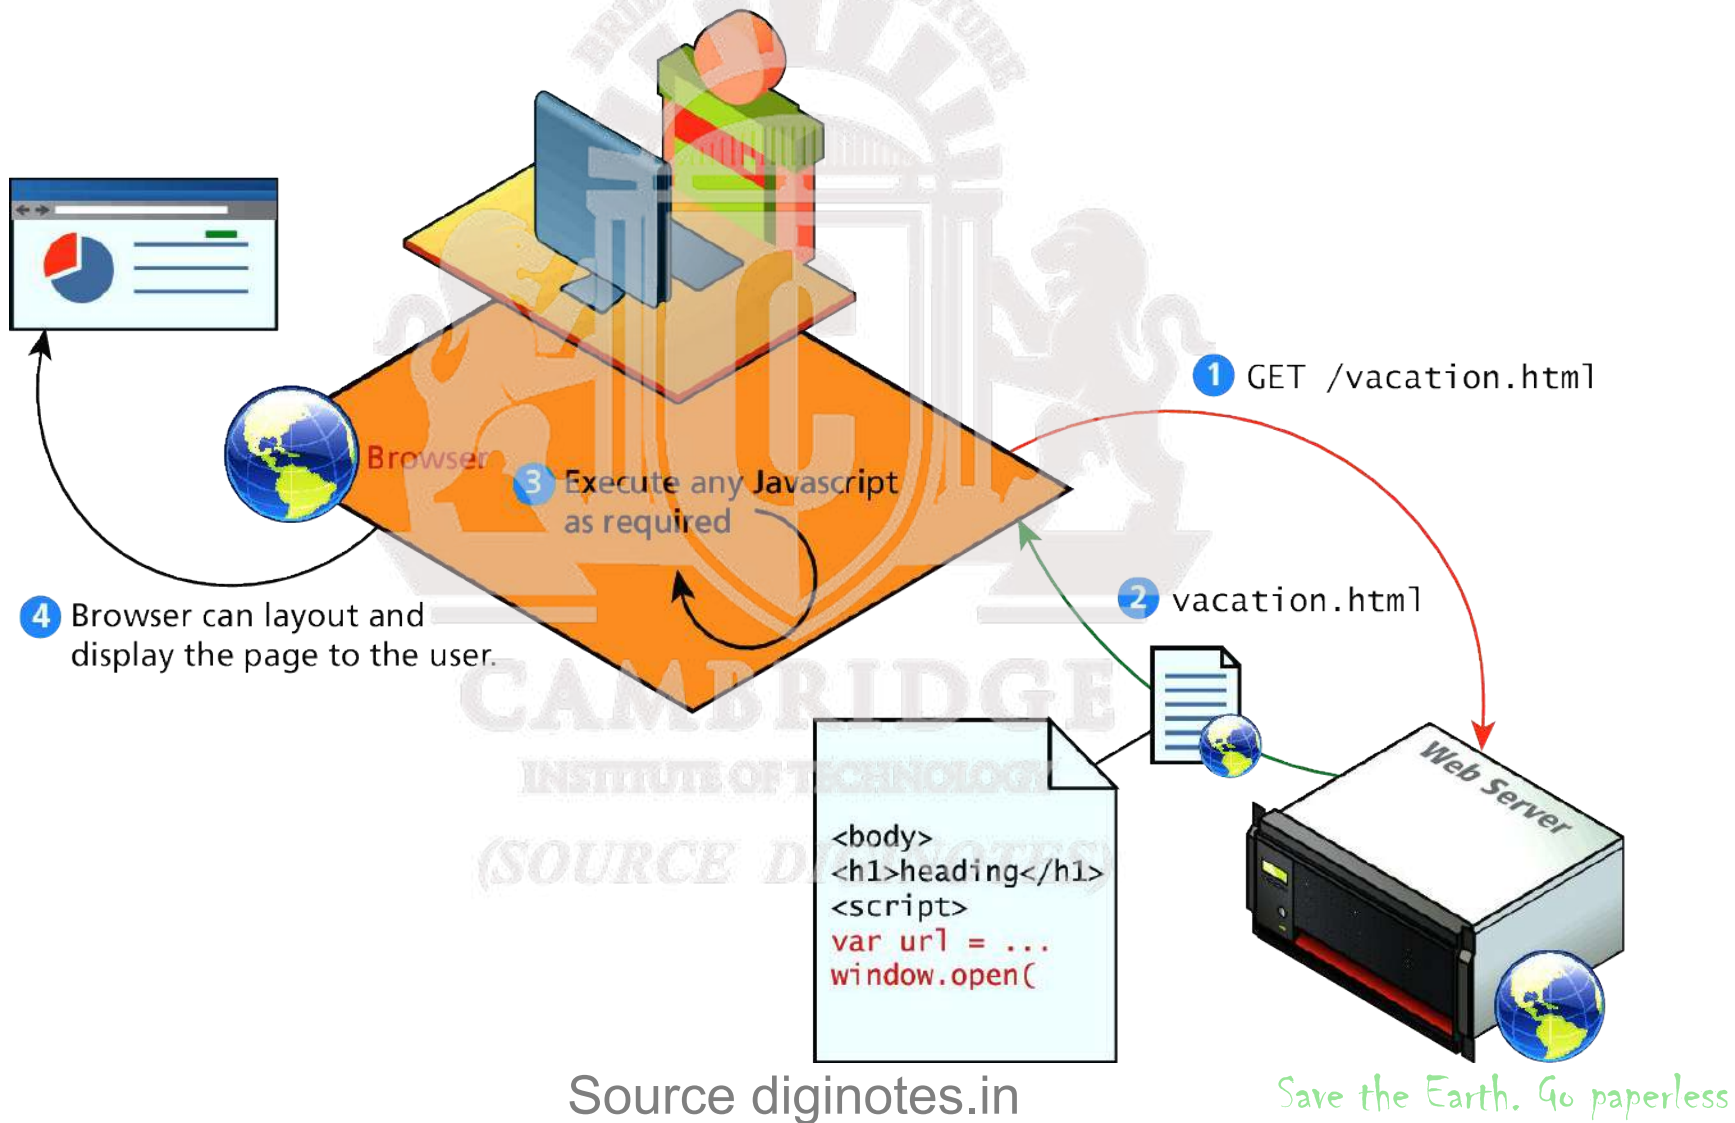 1 GET /vacation.html
Browser
3 Execute any Javascript
as required
2 vacation.html
4 Browser can layout and
display the page to the user.
Web Server
<body>
<h1>heading</h1>
<script>
var url = ...
window.open(
CAMBRIDGE
INSTITUTE OF TECHNOLOGY
(SOURCE DIGINOTES)
Source diginotes.in
Save the Earth. Go paperless